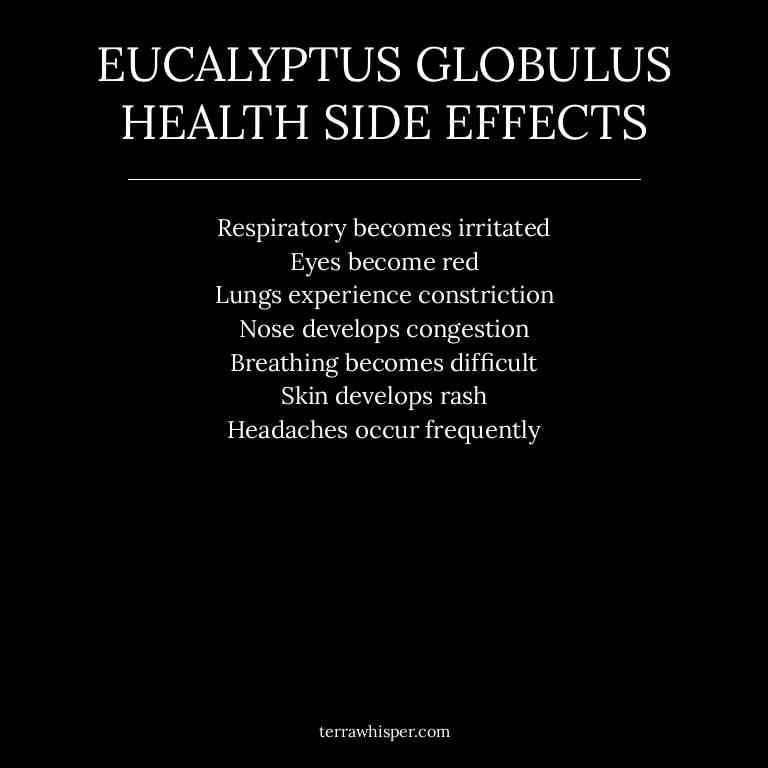 EUCALYPTUS GLOBULUS
HEALTH SIDE EFFECTS
Respiratory becomes irritated
Eyes become red
Lungs experience constriction
Nose develops congestion
Breathing becomes difficult
Skin develops rash
Headaches occur frequently
terrawhisper.com